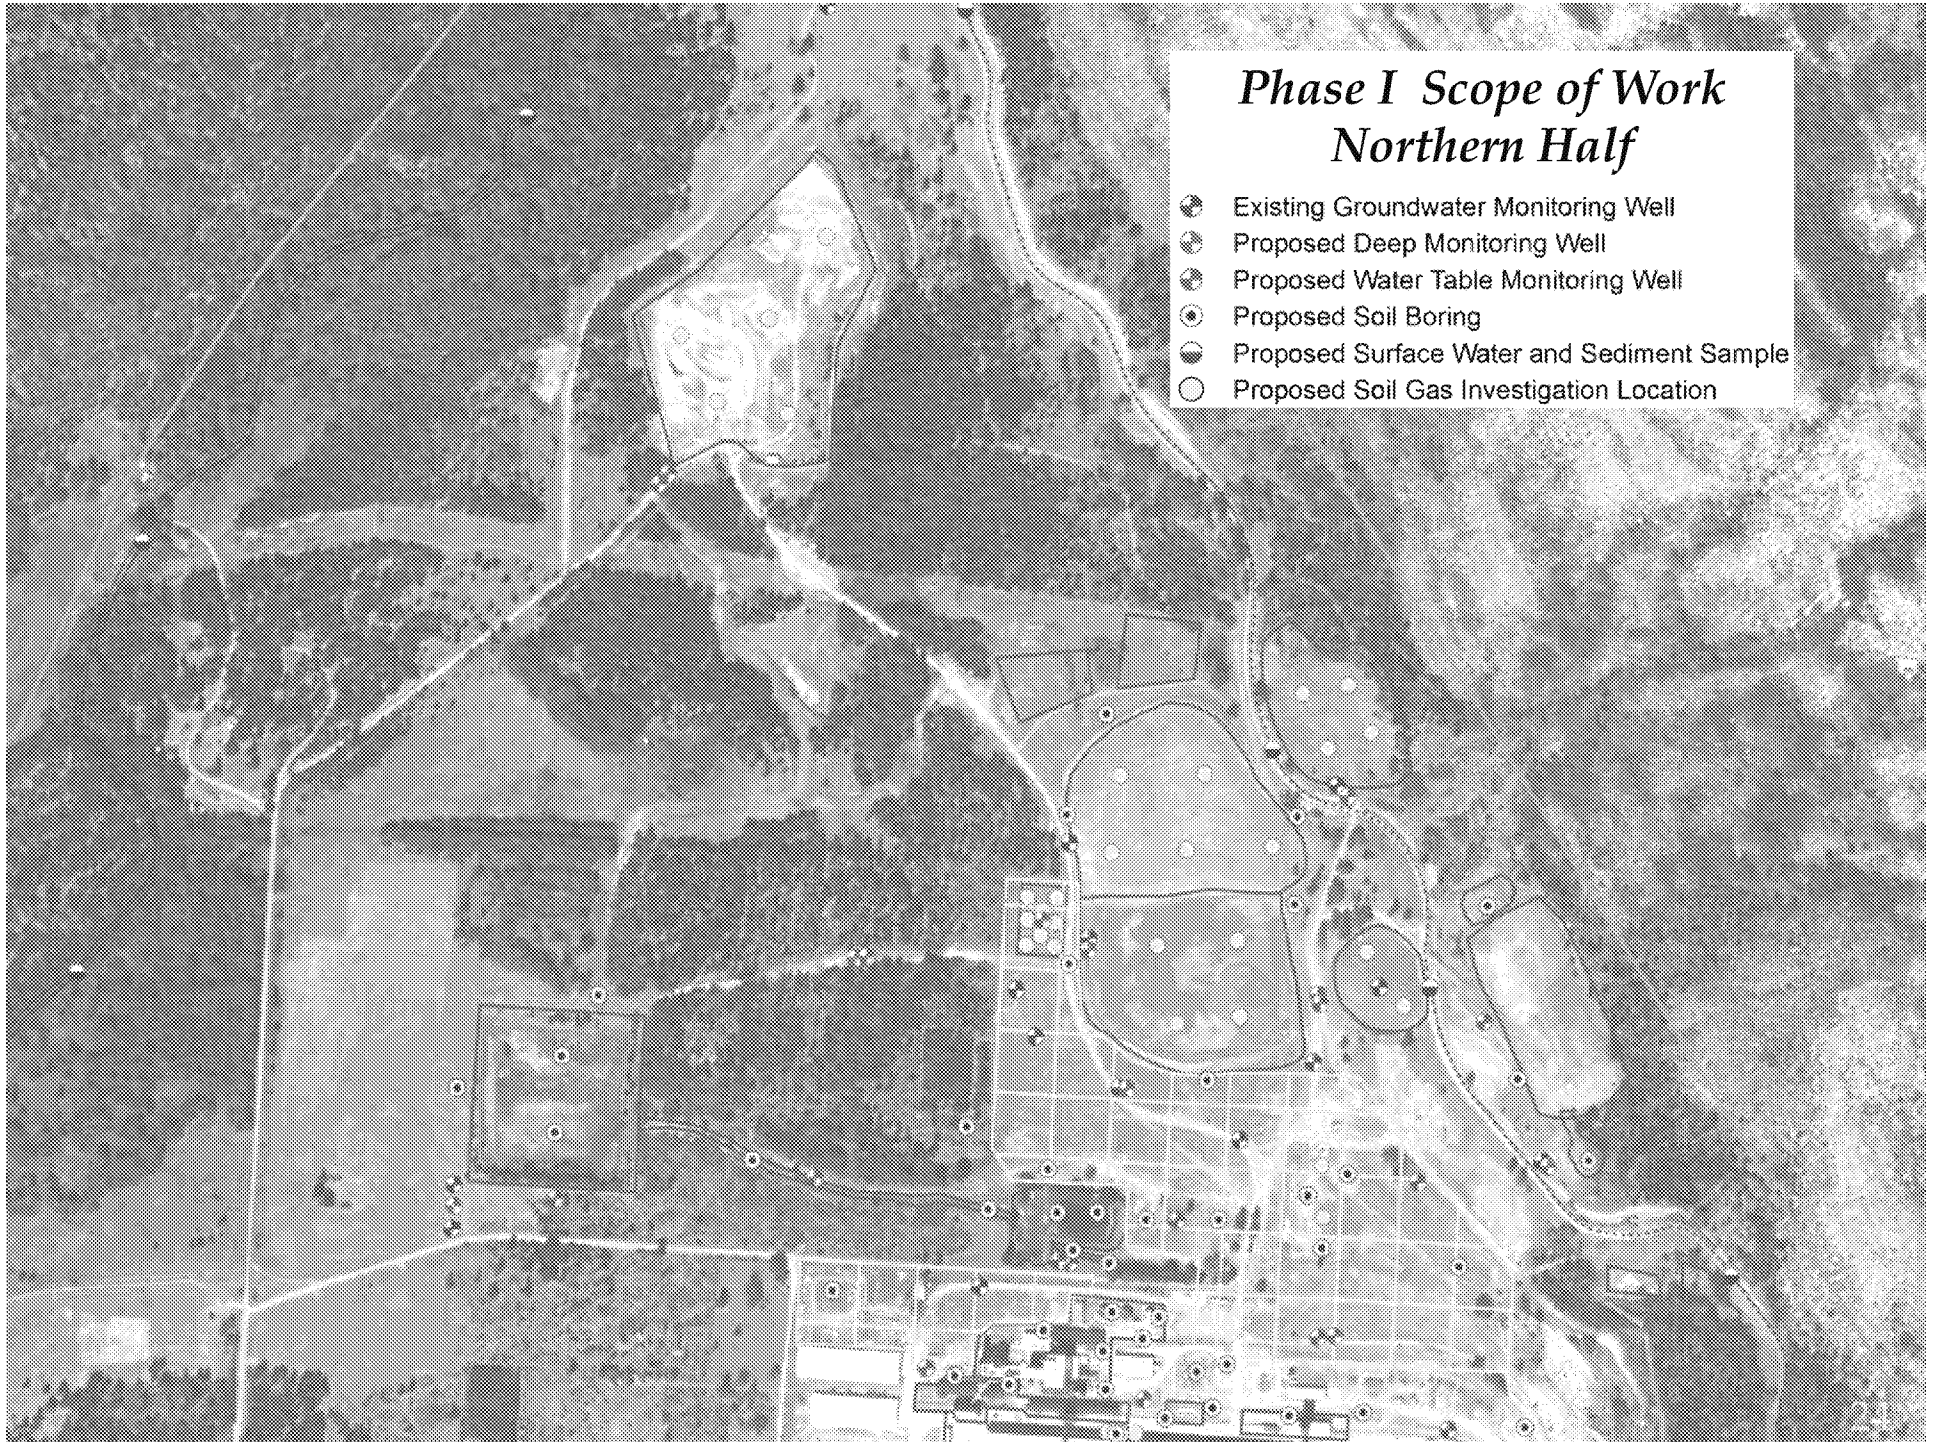 Phase I Scope of Work
Northern Half
Existing Groundwater Monitoring Well
Proposed Deep Monitoring Well
Proposed Water Table Monitoring Well
Proposed Soil Boring
Proposed Surface Water and Sediment Sample
Proposed Soil Gas Investigation Location